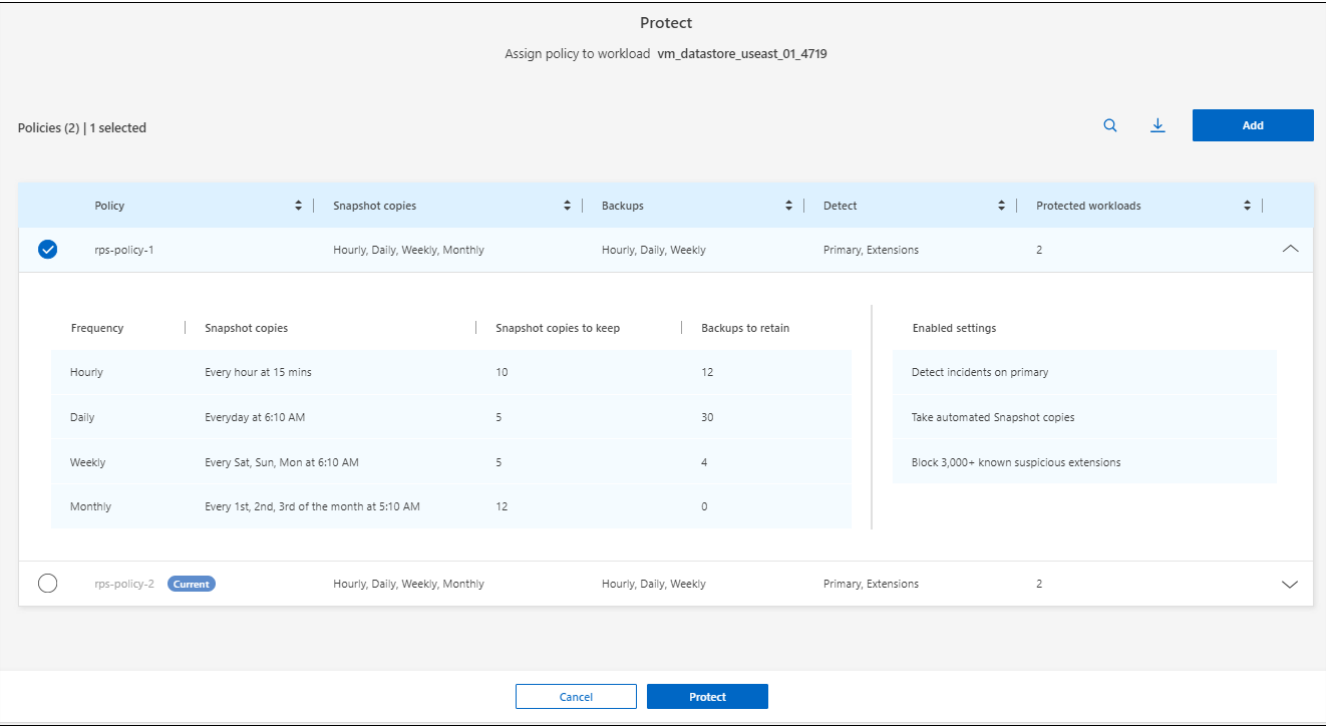 Protect
Assign policy to workload vm_datastore_useast_01_4719
Policies (2) | 1 selected
Add
Policy Snapshot copies Backups Detect Protected workloads
rps-policy-1 Hourly, Daily, Weekly, Monthly Hourly, Daily, Weekly Primary, Extensions 2
Frequency Snapshot copies Snapshot copies to keep Backups to retain Enabled settings
Hourly Every hour at 15 mins 10 12 Detect incidents on primary
Daily Everyday at 6:10 AM 5 30 Take automated Snapshot copies
Weekly Every Sat, Sun, Mon at 6:10 AM 5 4 Block 3,000+ known suspicious extensions
Monthly Every 1st, 2nd, 3rd of the month at 5:10 AM 12 0
rps-policy-2 Current Hourly, Daily, Weekly, Monthly Hourly, Daily, Weekly Primary, Extensions 2
Cancel Protect